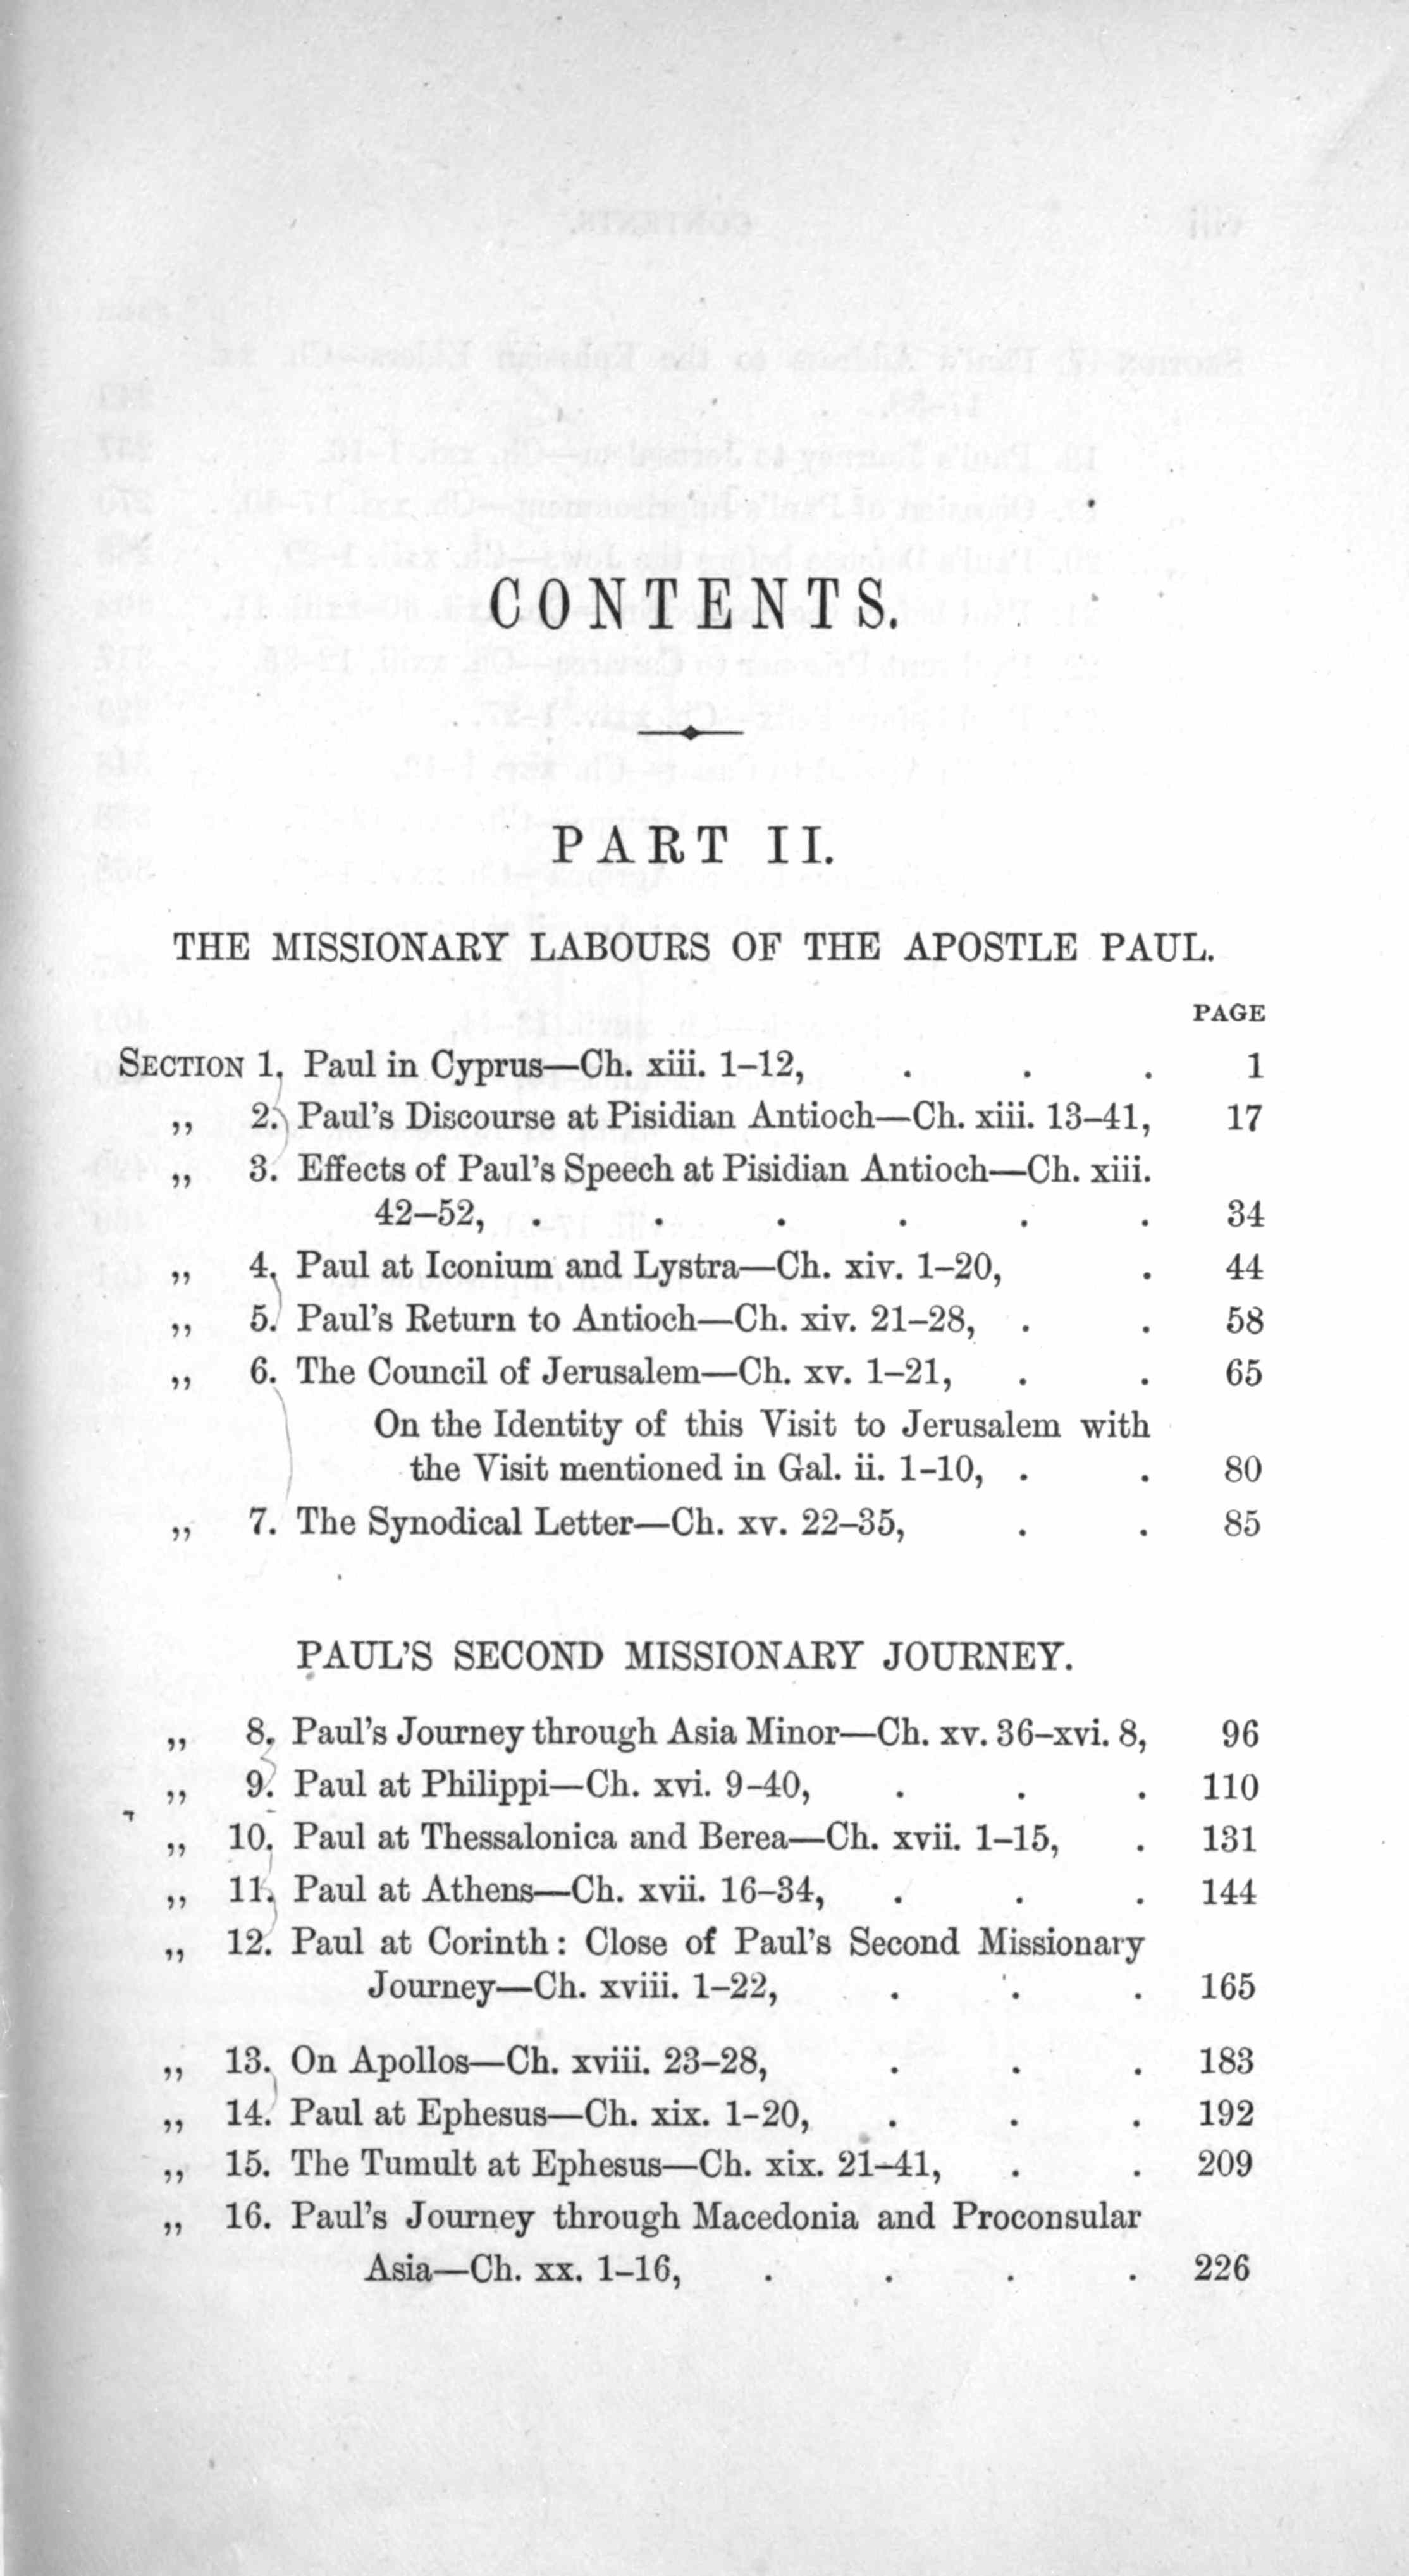 CONTENTS.
PART II.
THE MISSIONARY LABOURS OF THE APOSTLE PAUL.
PAGE
SECTION 1. Paul in Cyprus—Ch. xiii. 1–12, . . . 1
„ 2. Paul's Discourse at Pisidian Antioch—Ch. xiii. 13–41, 17
„ 3. Effects of Paul's Speech at Pisidian Antioch—Ch. xiii.
42–52, . . . . . . 34
„ 4. Paul at Iconium and Lystra—Ch. xiv. 1–20, . 44
„ 5. Paul's Return to Antioch—Ch. xiv. 21–28, . . 58
„ 6. The Council of Jerusalem—Ch. xv. 1–21, . . 65
On the Identity of this Visit to Jerusalem with
the Visit mentioned in Gal. ii. 1–10, . . 80
„ 7. The Synodical Letter—Ch. xv. 22–35, . . 85
PAUL'S SECOND MISSIONARY JOURNEY.
„ 8. Paul's Journey through Asia Minor—Ch. xv. 36–xvi. 8, 96
„ 9. Paul at Philippi—Ch. xvi. 9–40, . . . 110
„ 10. Paul at Thessalonica and Berea—Ch. xvii. 1–15, . 131
„ 11. Paul at Athens—Ch. xvii. 16–34, . . . 144
„ 12. Paul at Corinth: Close of Paul's Second Missionary
Journey—Ch. xviii. 1–22, . . . 165
„ 13. On Apollos—Ch. xviii. 23–28, . . . 183
„ 14. Paul at Ephesus—Ch. xix. 1–20, . . . 192
„ 15. The Tumult at Ephesus—Ch. xix. 21–41, . . 209
„ 16. Paul's Journey through Macedonia and Proconsular
Asia—Ch. xx. 1–16, . . . . 226